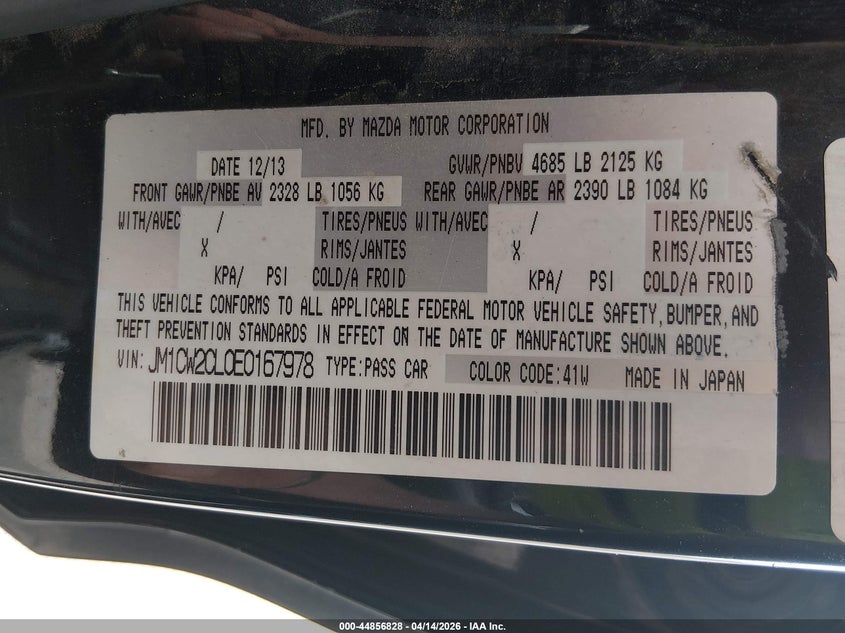 MFD. BY MAZDA MOTOR CORPORATION
DATE 12/13 GVWR/PNBV 4685 LB 2125 KG
FRONT GAWR/PNBE AV 2328 LB 1056 KG REAR GAWR/PNBE AR 2390 LB 1084 KG
WITH/AVEC / TIRES/PNEUS WITH/AVEC / TIRES/PNEUS
X RIMS/JANTES X RIMS/JANTES
KPA/ PSI COLD/A FROID KPA/ PSI COLD/A FROID
THIS VEHICLE CONFORMS TO ALL APPLICABLE FEDERAL MOTOR VEHICLE SAFETY, BUMPER, AND
THEFT PREVENTION STANDARDS IN EFFECT ON THE DATE OF MANUFACTURE SHOWN ABOVE.
VIN: JM1CW2CL0E0167978 TYPE:PASS CAR COLOR CODE:41W MADE IN JAPAN
000-44856828 - 04/14/2026 - IAA Inc.